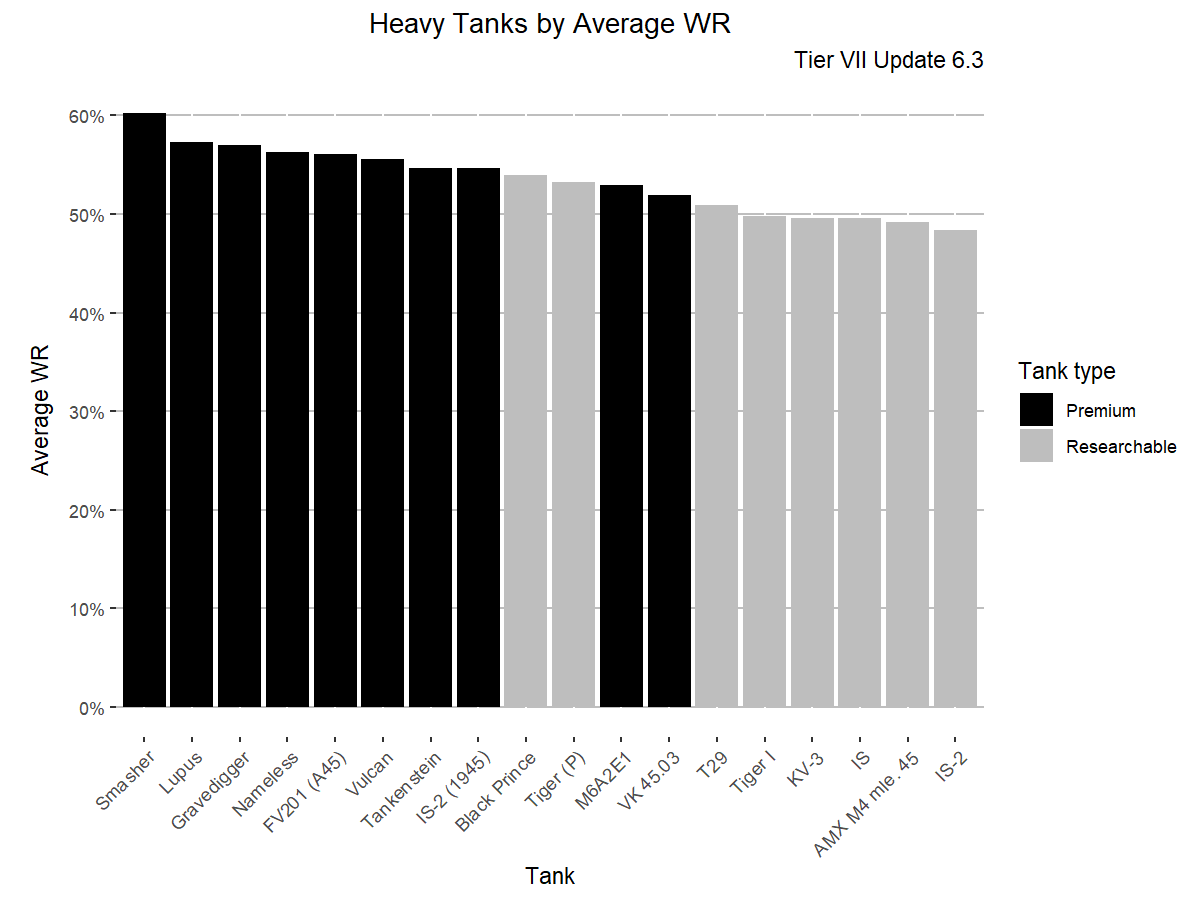 Heavy Tanks by Average WR
Tier VII Update 6.3
60%
50%
40%
30%
20%
10%
0%
Average WR
Smasher
Lupus
Gravedigger
Nameless
FV201 (A45)
Vulcan
Tankenstein
IS-2 (1945)
Black Prince
Tiger (P)
M6A2E1
VK 45.03
T29
Tiger I
KV-3
IS
AMX M4 mle. 45
IS-2
Tank
Tank type
Premium
Researchable